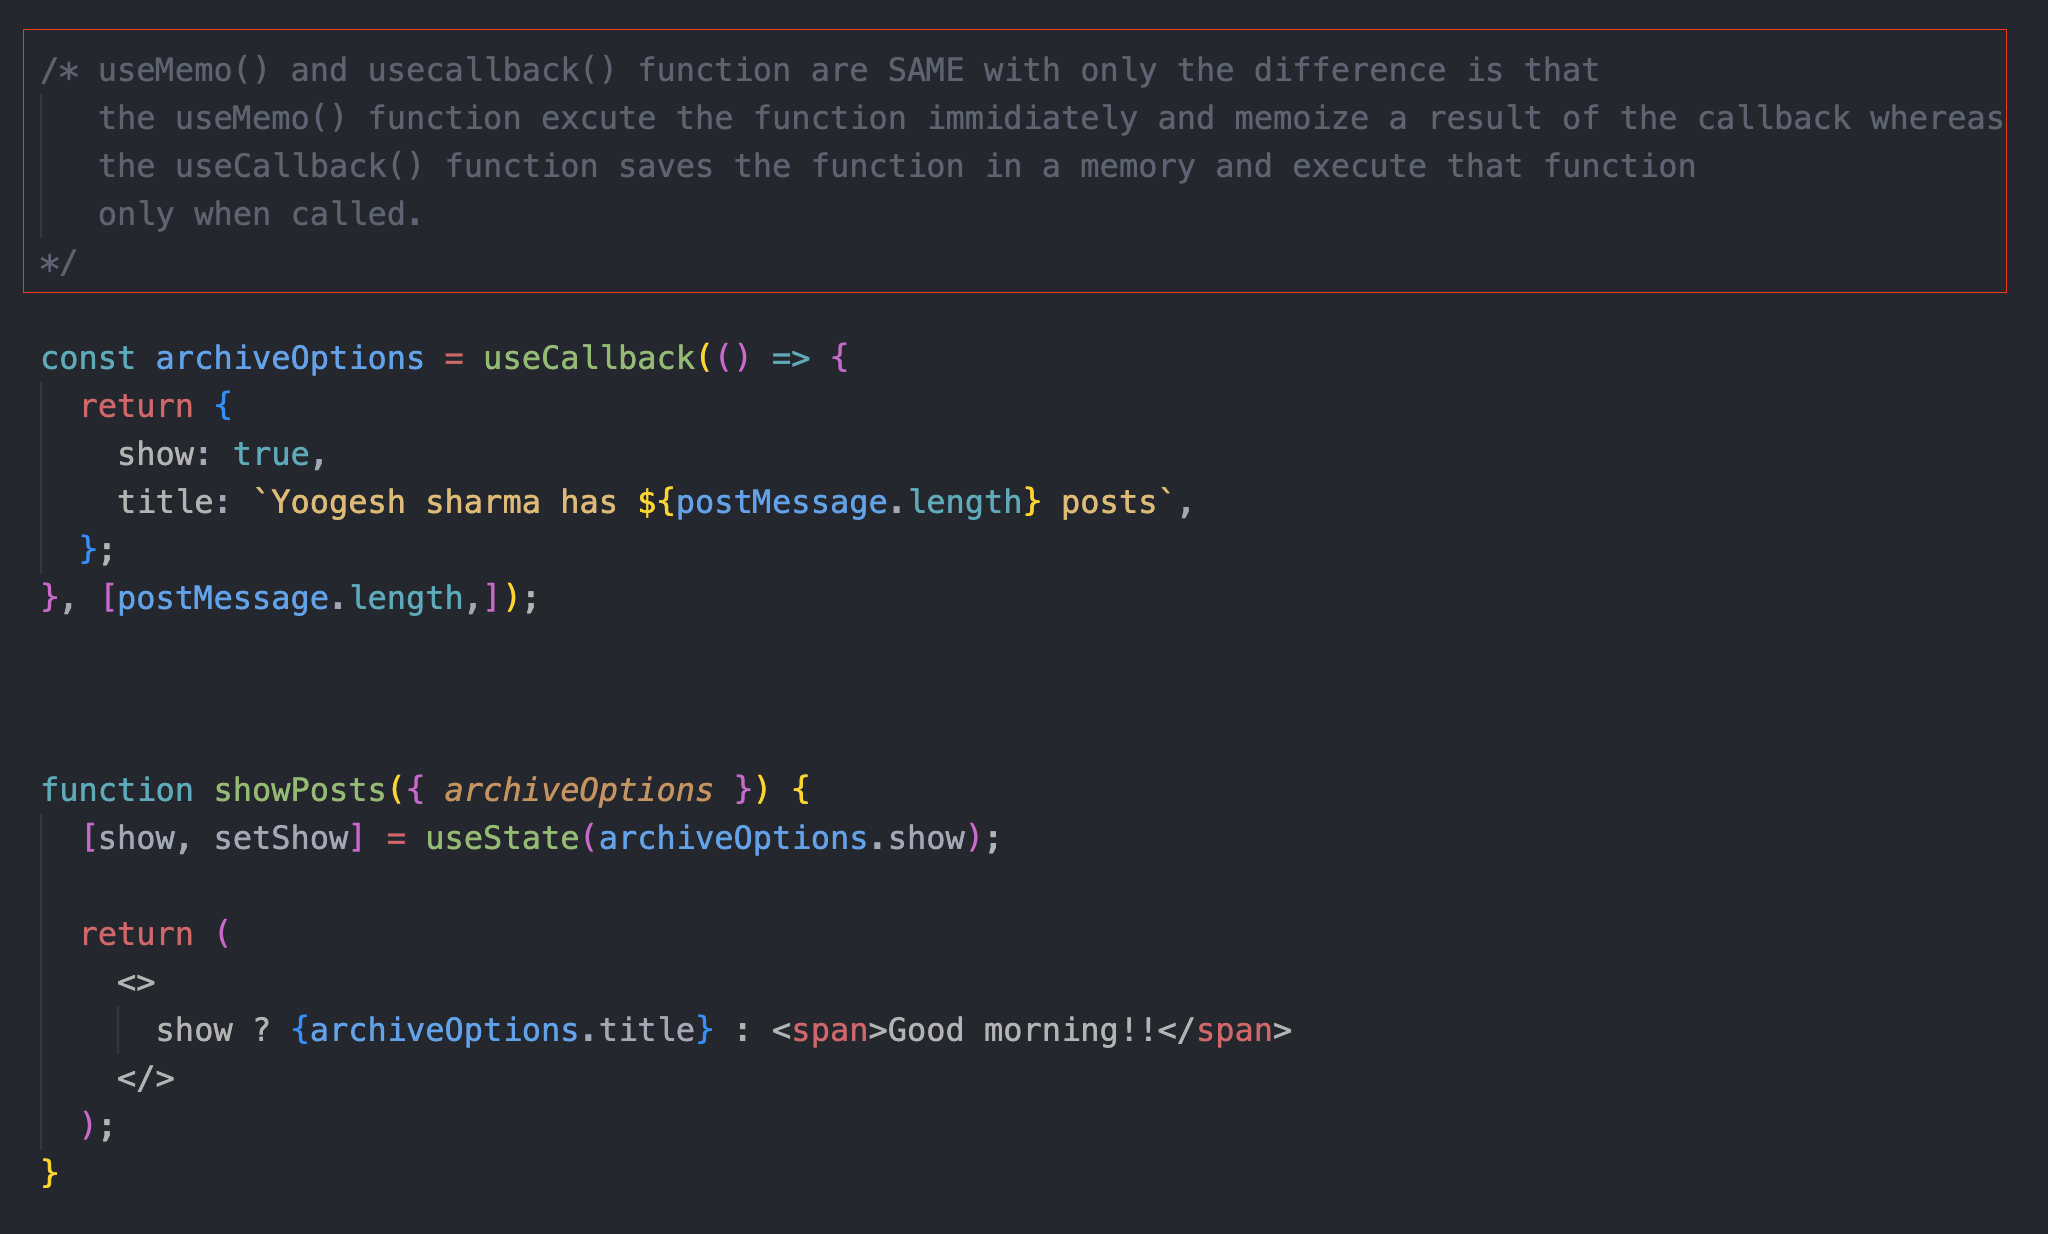 /* useMemo() and usecallback() function are SAME with only the difference is that
the useMemo() function excute the function immidiately and memoize a result of the callback whereas
the useCallback() function saves the function in a memory and execute that function
only when called.
*/
const archiveOptions = useCallback(() => {
return {
show: true,
title: `Yoogesh sharma has ${postMessage.length} posts`,
};
}, [postMessage.length,]);
function showPosts({ archiveOptions }) {
[show, setShow] = useState(archiveOptions.show);
return (
<>
show ? {archiveOptions.title} : <span>Good morning!!</span>
</>
);
}